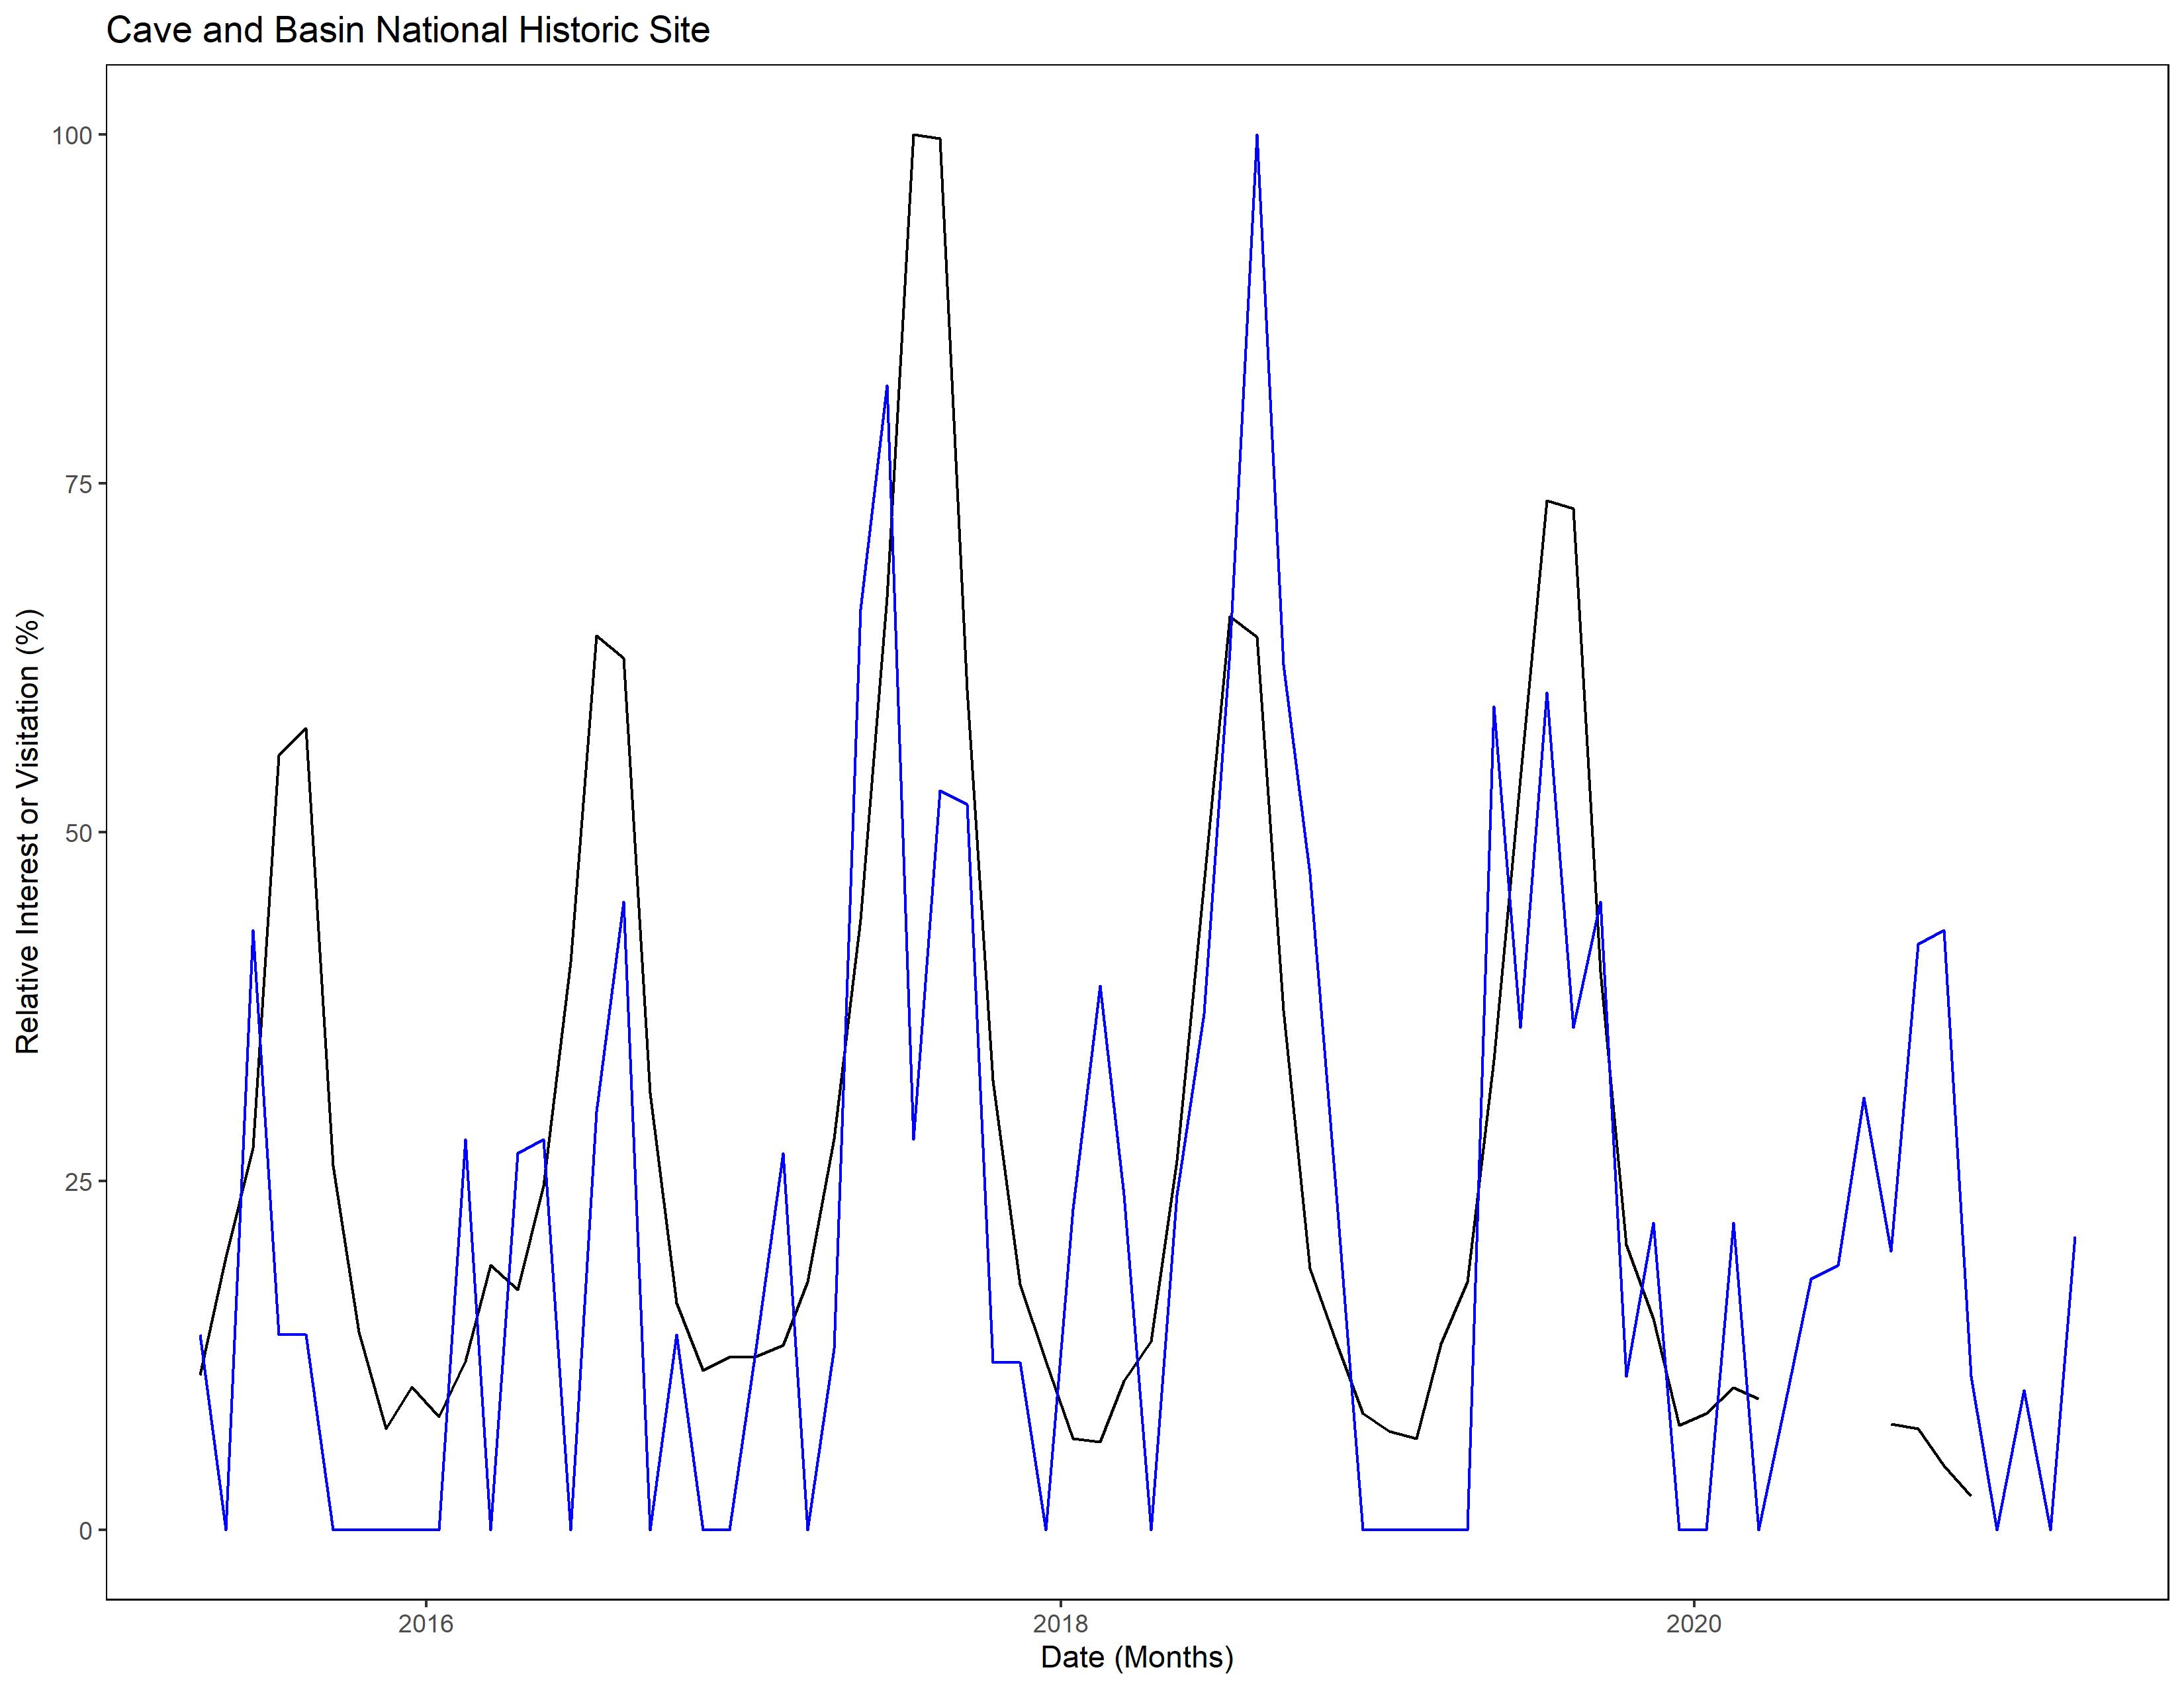 Cave and Basin National Historic Site
Relative Interest or Visitation (%)
100
75
50
25
0
2016 2018 2020
Date (Months)